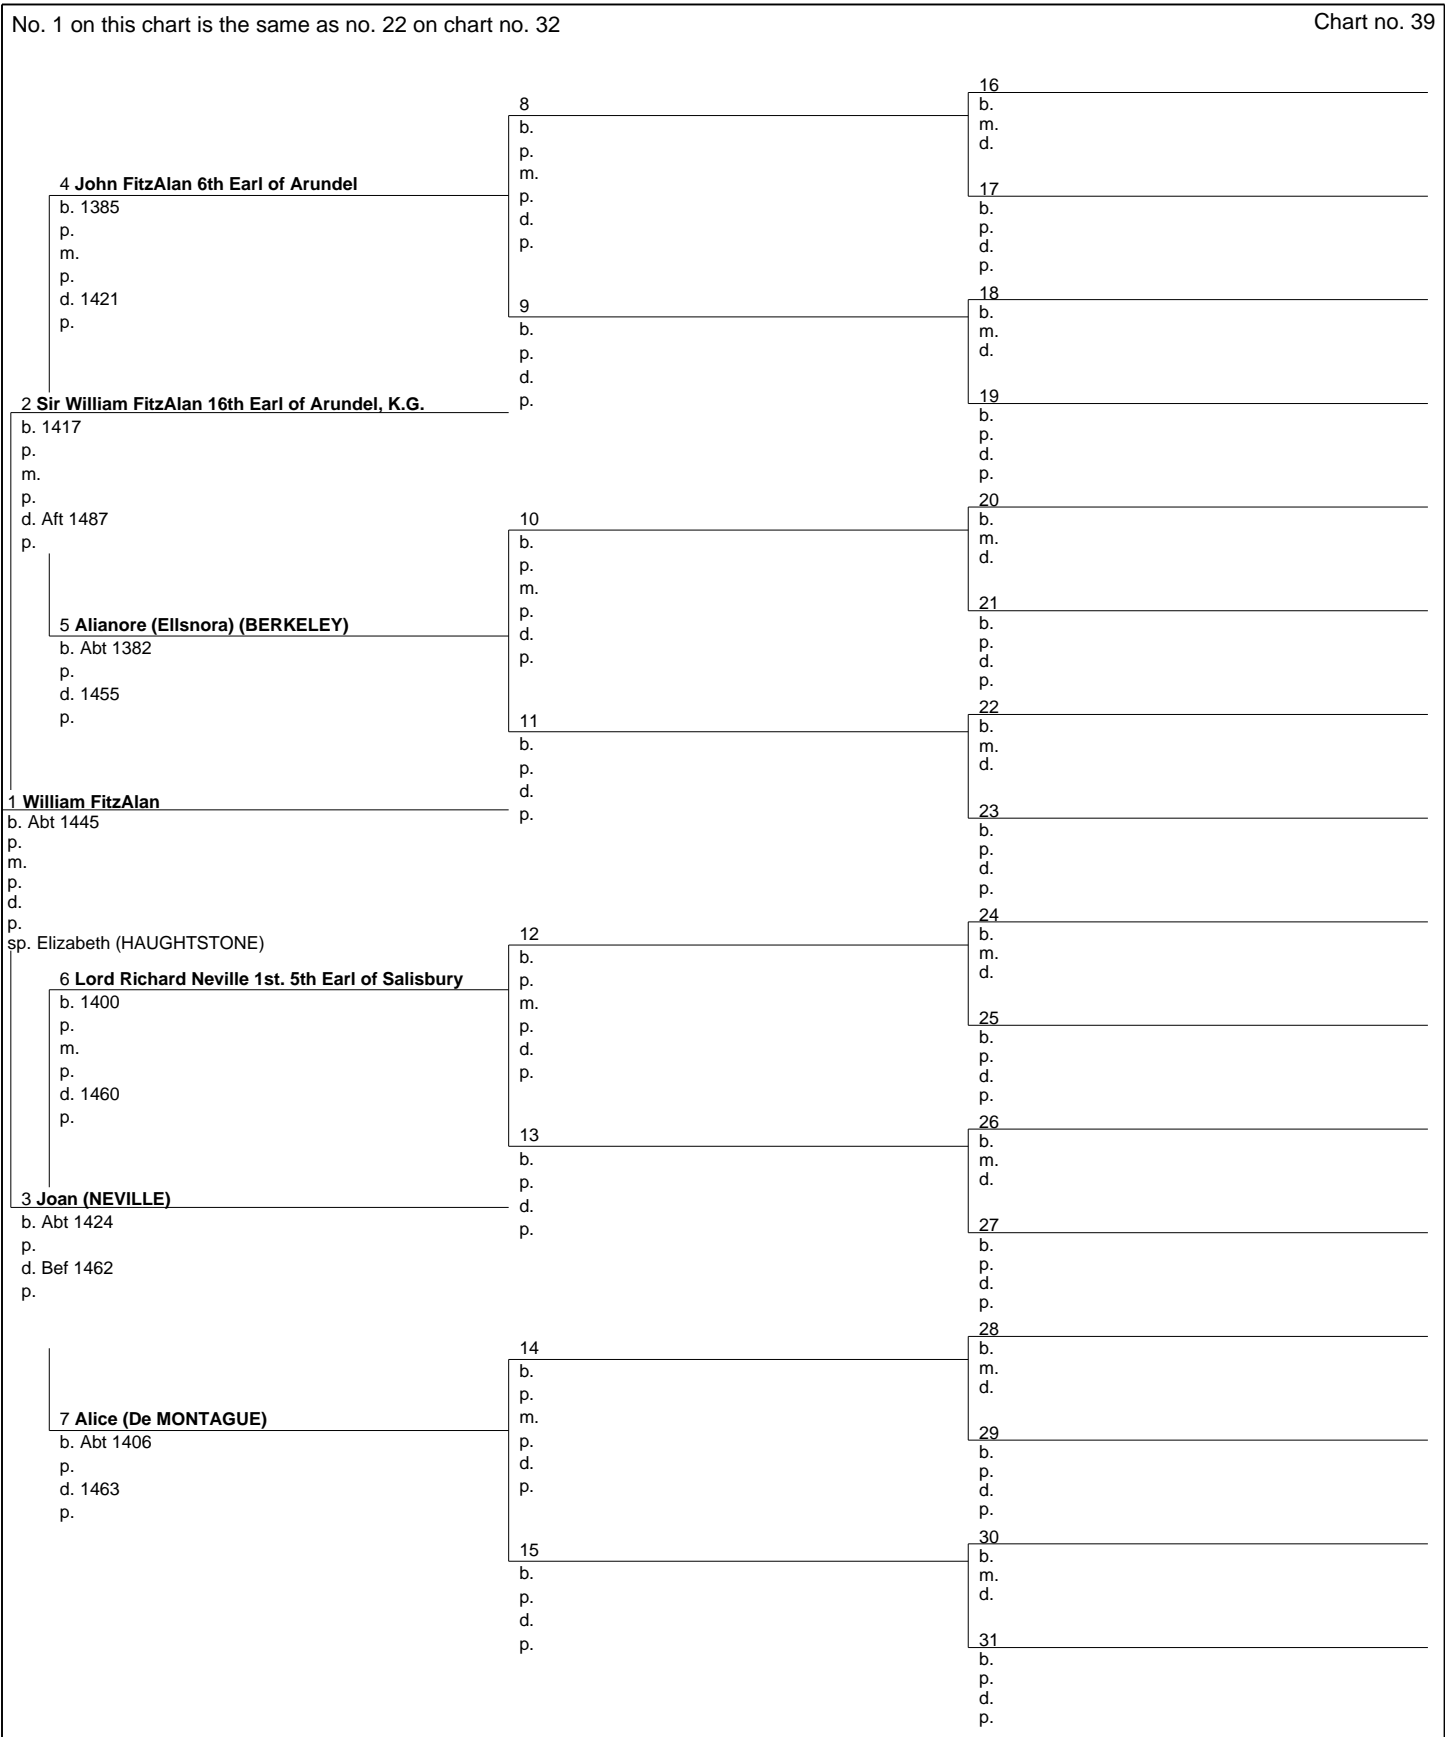 No. 1 on this chart is the same as no. 22 on chart no. 32
Chart no. 39
16
b.
m.
d.
8
b.
p.
m.
p.
d.
p.
17
b.
p.
d.
p.
4 John FitzAlan 6th Earl of Arundel
b. 1385
p.
m.
p.
d. 1421
p.
18
b.
m.
d.
9
b.
p.
d.
p.
19
b.
p.
d.
p.
2 Sir William FitzAlan 16th Earl of Arundel, K.G.
b. 1417
p.
m.
p.
d. Aft 1487
p.
20
b.
m.
d.
10
b.
p.
m.
p.
d.
p.
21
b.
p.
d.
p.
5 Alianore (Ellsnora) (BERKELEY)
b. Abt 1382
p.
d. 1455
p.
22
b.
m.
d.
11
b.
p.
d.
p.
23
b.
p.
d.
p.
1 William FitzAlan
b. Abt 1445
p.
m.
p.
d.
p.
sp. Elizabeth (HAUGHTSTONE)
24
b.
m.
d.
12
b.
p.
m.
p.
d.
p.
25
b.
p.
d.
p.
6 Lord Richard Neville 1st. 5th Earl of Salisbury
b. 1400
p.
m.
p.
d. 1460
p.
26
b.
m.
d.
13
b.
p.
d.
p.
27
b.
p.
d.
p.
3 Joan (NEVILLE)
b. Abt 1424
p.
d. Bef 1462
p.
28
b.
m.
d.
14
b.
p.
m.
p.
d.
p.
29
b.
p.
d.
p.
7 Alice (De MONTAGUE)
b. Abt 1406
p.
d. 1463
p.
30
b.
m.
d.
15
b.
p.
d.
p.
31
b.
p.
d.
p.